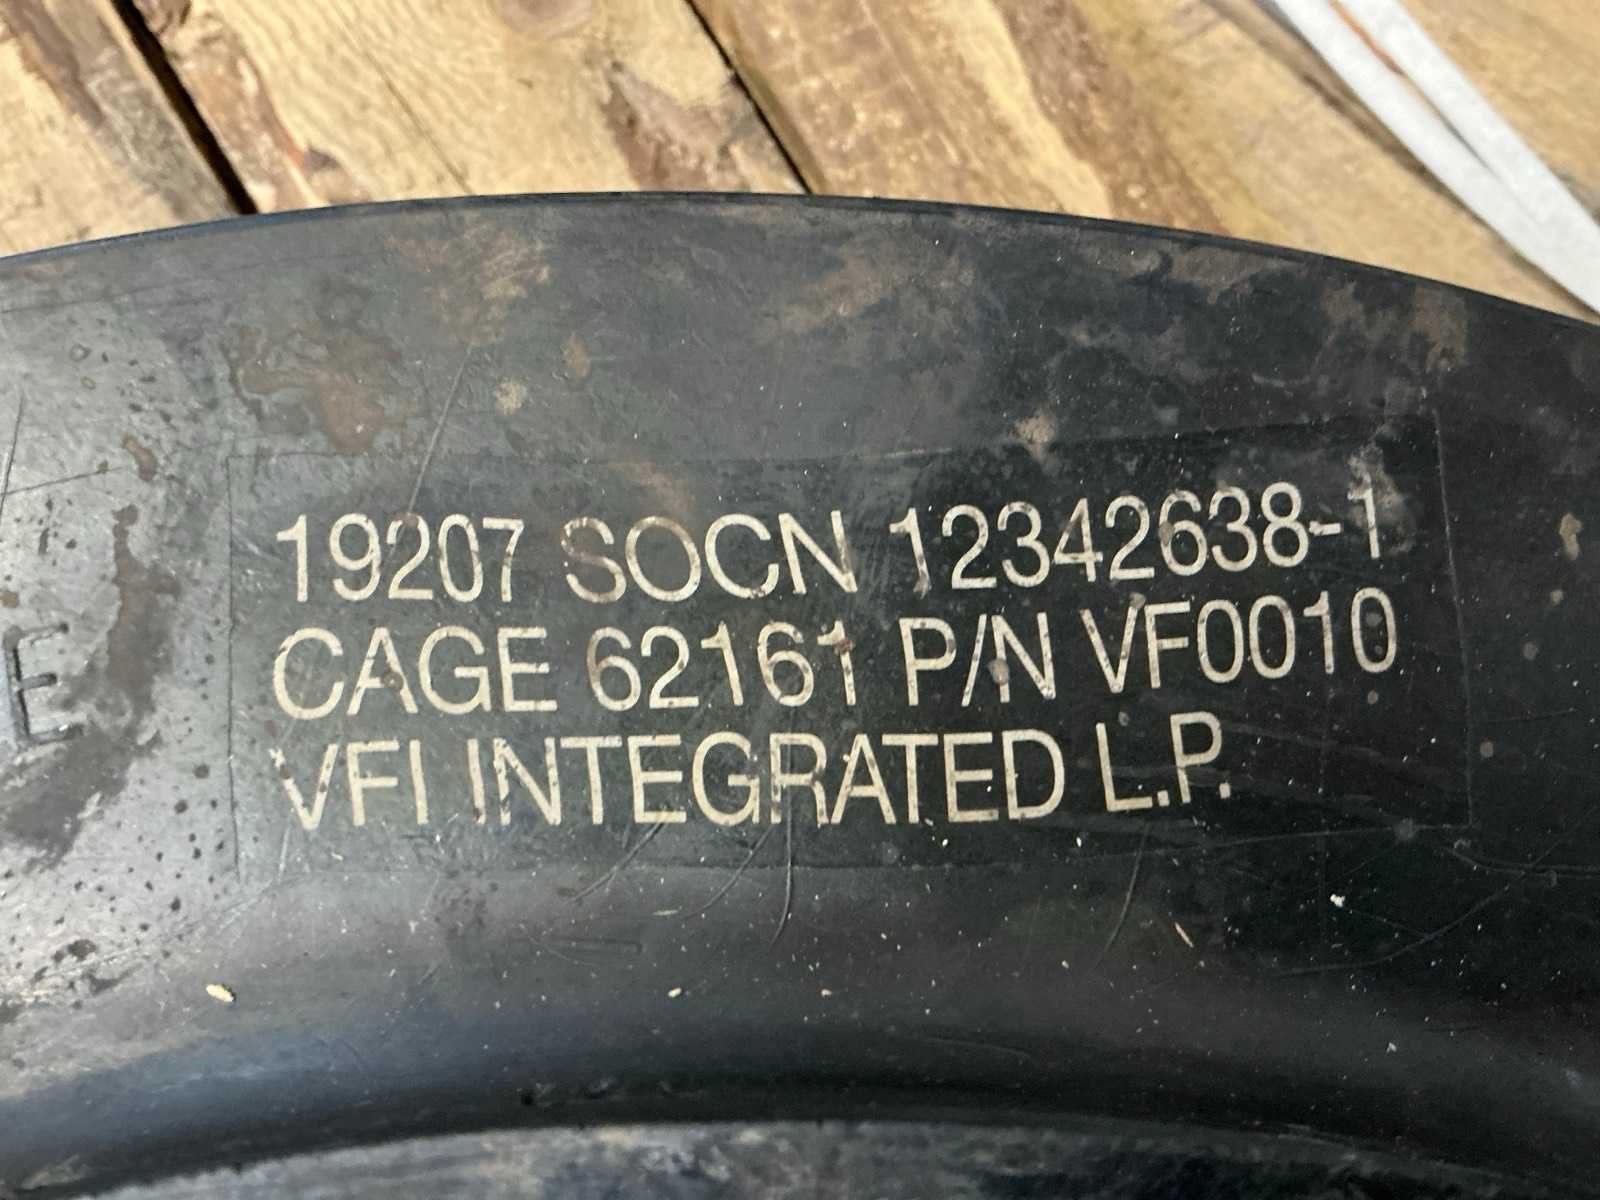 19207 SOCN 12342638-1
CAGE 62161 P/N VF0010
VFI INTEGRATED L.P.
E